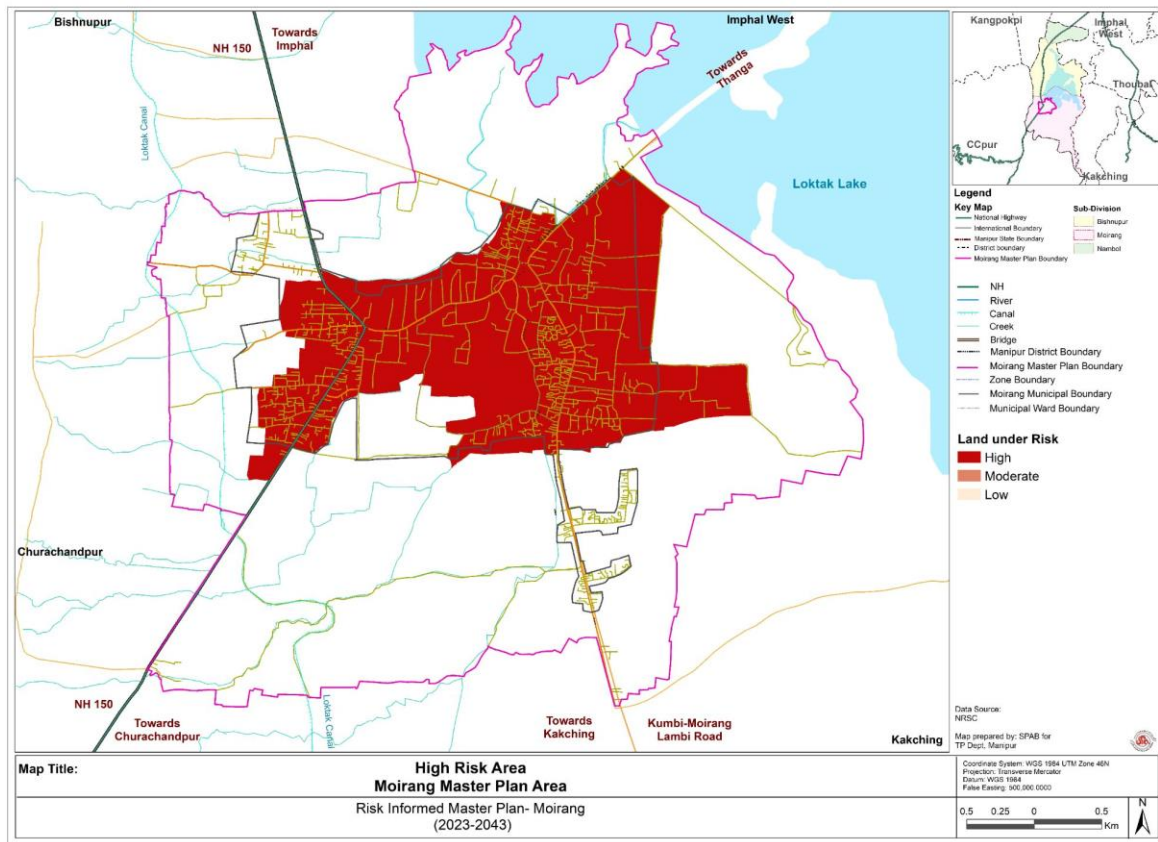 Bishnupur
NH 150
Towards
Imphal
Imphal West
Towards
Thanga
Loktak Canal
Loktak Lake
Churachandpur
NH 150
Towards
Churachandpur
Loktak Canal
Towards
Kakching
Kumbi-Moirang
Lambi Road
Kakching
Kangpokpi
Imphal
West
Thoubal
CCpur
Kakching
Legend
Key Map
National Highway
International Boundary
Manipur State Boundary
District boundary
Moirang Master Plan Boundary
Sub-Division
Bishnupur
Moirang
Nambol
NH
River
Canal
Creek
Bridge
Manipur District Boundary
Moirang Master Plan Boundary
Zone Boundary
Moirang Municipal Boundary
Municipal Ward Boundary
Land under Risk
High
Moderate
Low
Data Source:
NRSC
Map prepared by: SPAB for
TP Dept, Manipur
Map Title:
High Risk Area
Moirang Master Plan Area
Risk Informed Master Plan- Moirang
(2023-2043)
Coordinate System: WGS 1984 UTM Zone 46N
Projection: Transverse Mercator
Datum: WGS 1984
False Easting: 500,000.0000
0.5 0.25 0 0.5
Km
N